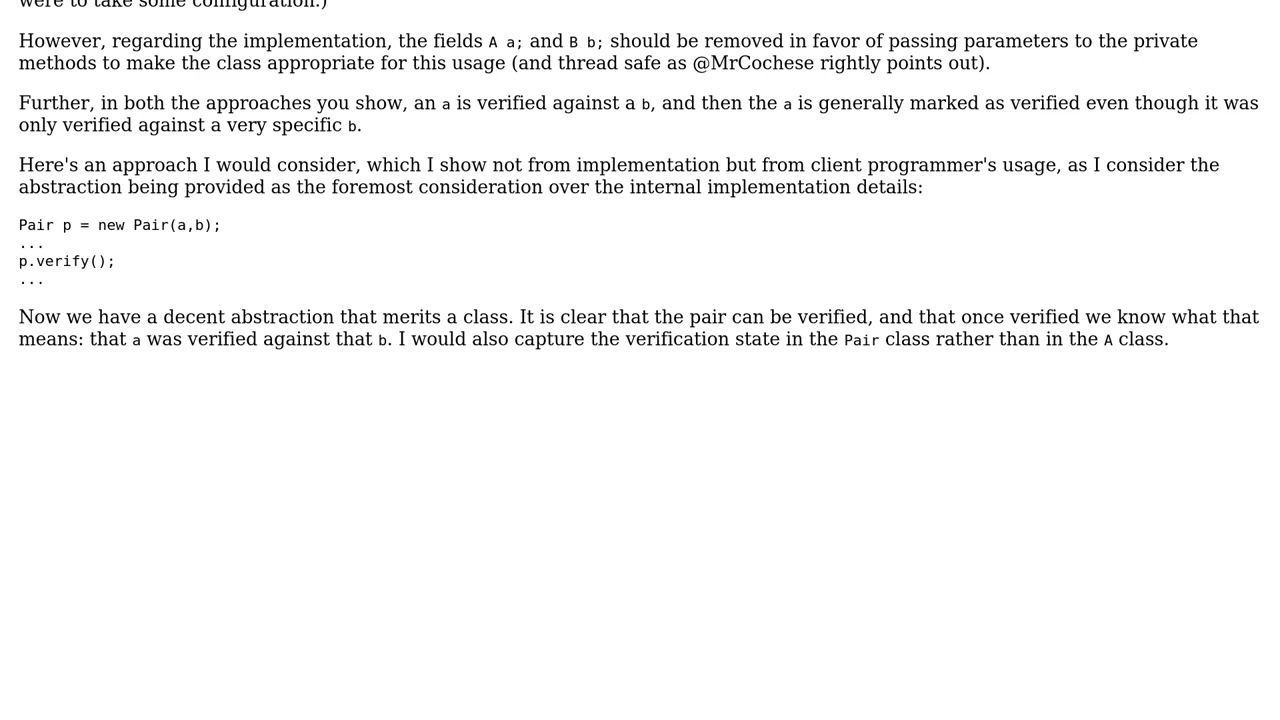 were to take some configuration.)
However, regarding the implementation, the fields A a; and B b; should be removed in favor of passing parameters to the private
methods to make the class appropriate for this usage (and thread safe as @MrCochese rightly points out).
Further, in both the approaches you show, an a is verified against a b, and then the a is generally marked as verified even though it was
only verified against a very specific b.
Here's an approach I would consider, which I show not from implementation but from client programmer's usage, as I consider the
abstraction being provided as the foremost consideration over the internal implementation details:
Pair p = new Pair(a,b);
...
p.verify();
...
Now we have a decent abstraction that merits a class. It is clear that the pair can be verified, and that once verified we know what that
means: that a was verified against that b. I would also capture the verification state in the Pair class rather than in the A class.